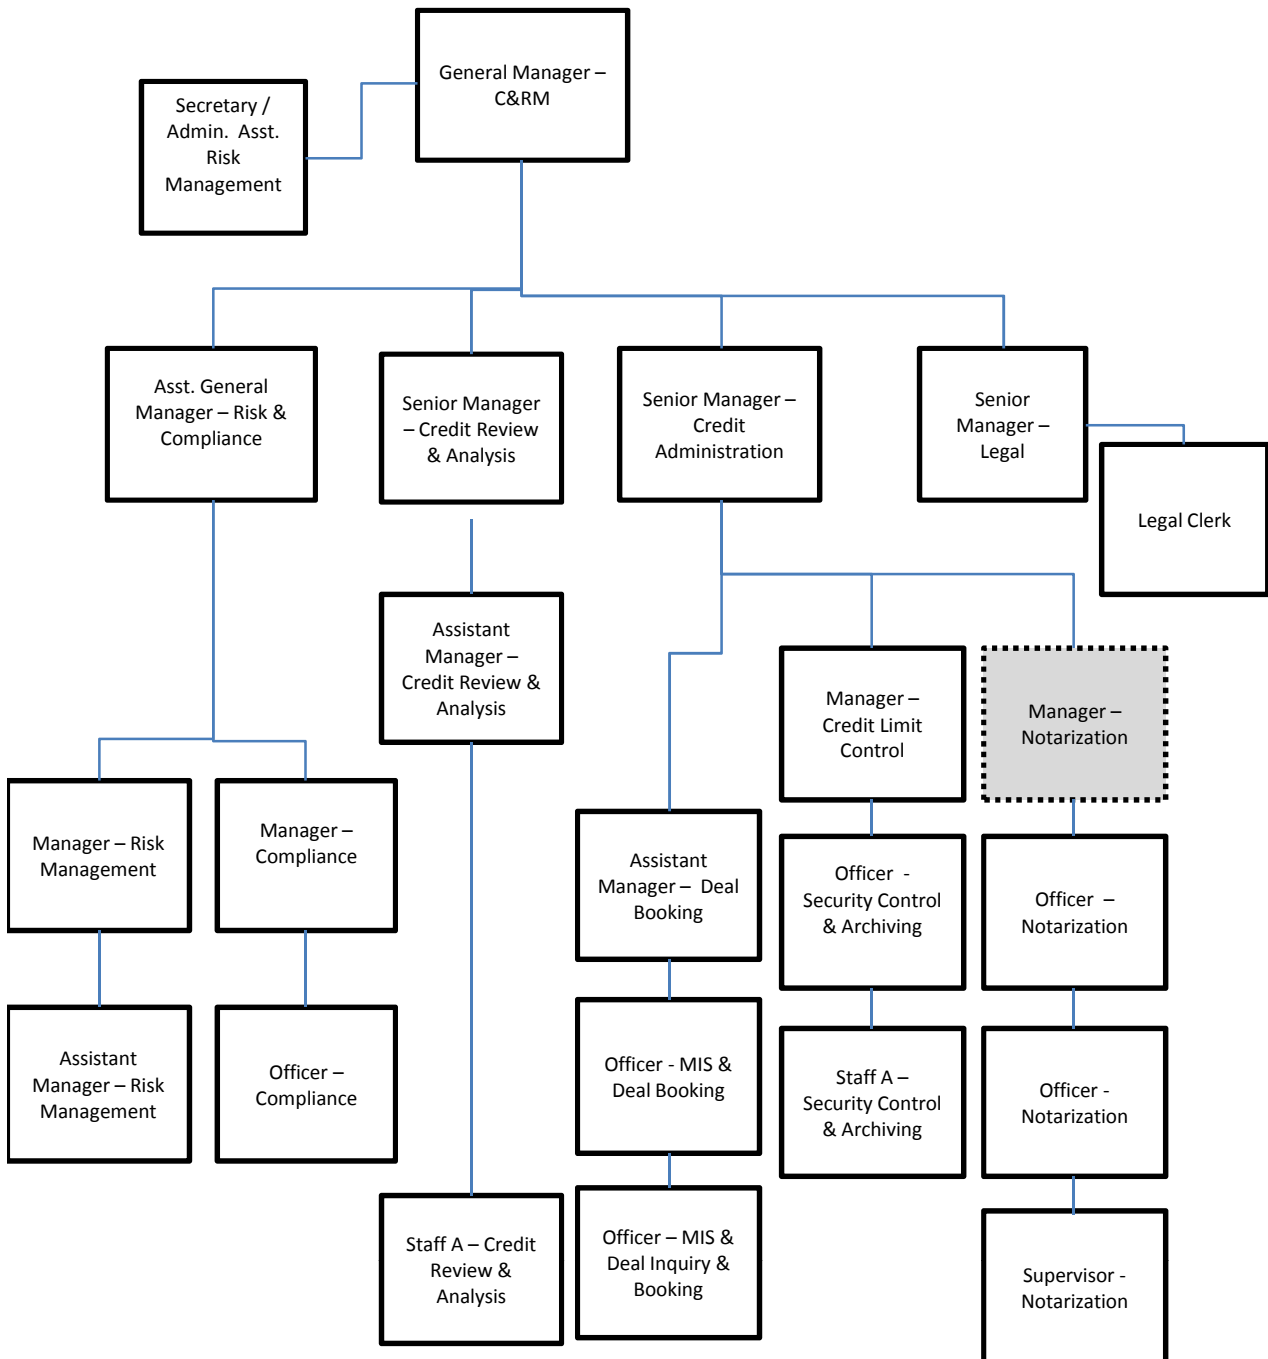 General Manager –
C&RM
Secretary /
Admin.  Asst.
Risk
Management
Asst. General
Manager – Risk &
Compliance
Senior Manager
– Credit Review
& Analysis
Senior Manager –
Credit
Administration
Senior
Manager –
Legal
Legal Clerk
Assistant
Manager –
Credit Review &
Analysis
Manager –
Credit Limit
Control
Manager –
Notarization
Manager – Risk
Management
Manager –
Compliance
Assistant
Manager –  Deal
Booking
Officer  -
Security Control
& Archiving
Officer  –
Notarization
Assistant
Manager – Risk
Management
Officer –
Compliance
Officer - MIS &
Deal Booking
Staff A –
Security Control
& Archiving
Officer -
Notarization
Staff A – Credit
Review &
Analysis
Officer – MIS &
Deal Inquiry &
Booking
Supervisor -
Notarization